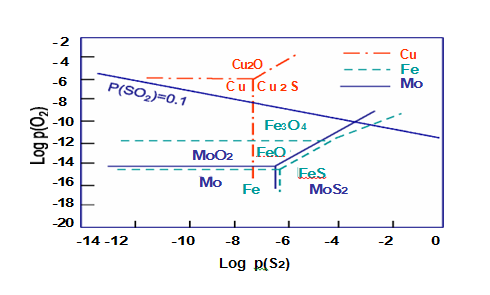 -2
-4
-6
-8
-10
-12
-14
-16
-18
-20
Log p(O2)
Cu2O
Cu Cu2S
P(SO2)=0.1
Cu
Fe
Mo
Fe3O4
MoO2 FeO
Mo Fe FeS
MoS2
-14 -12 -10 -8 -6 -4 -2 0
Log p(S2)